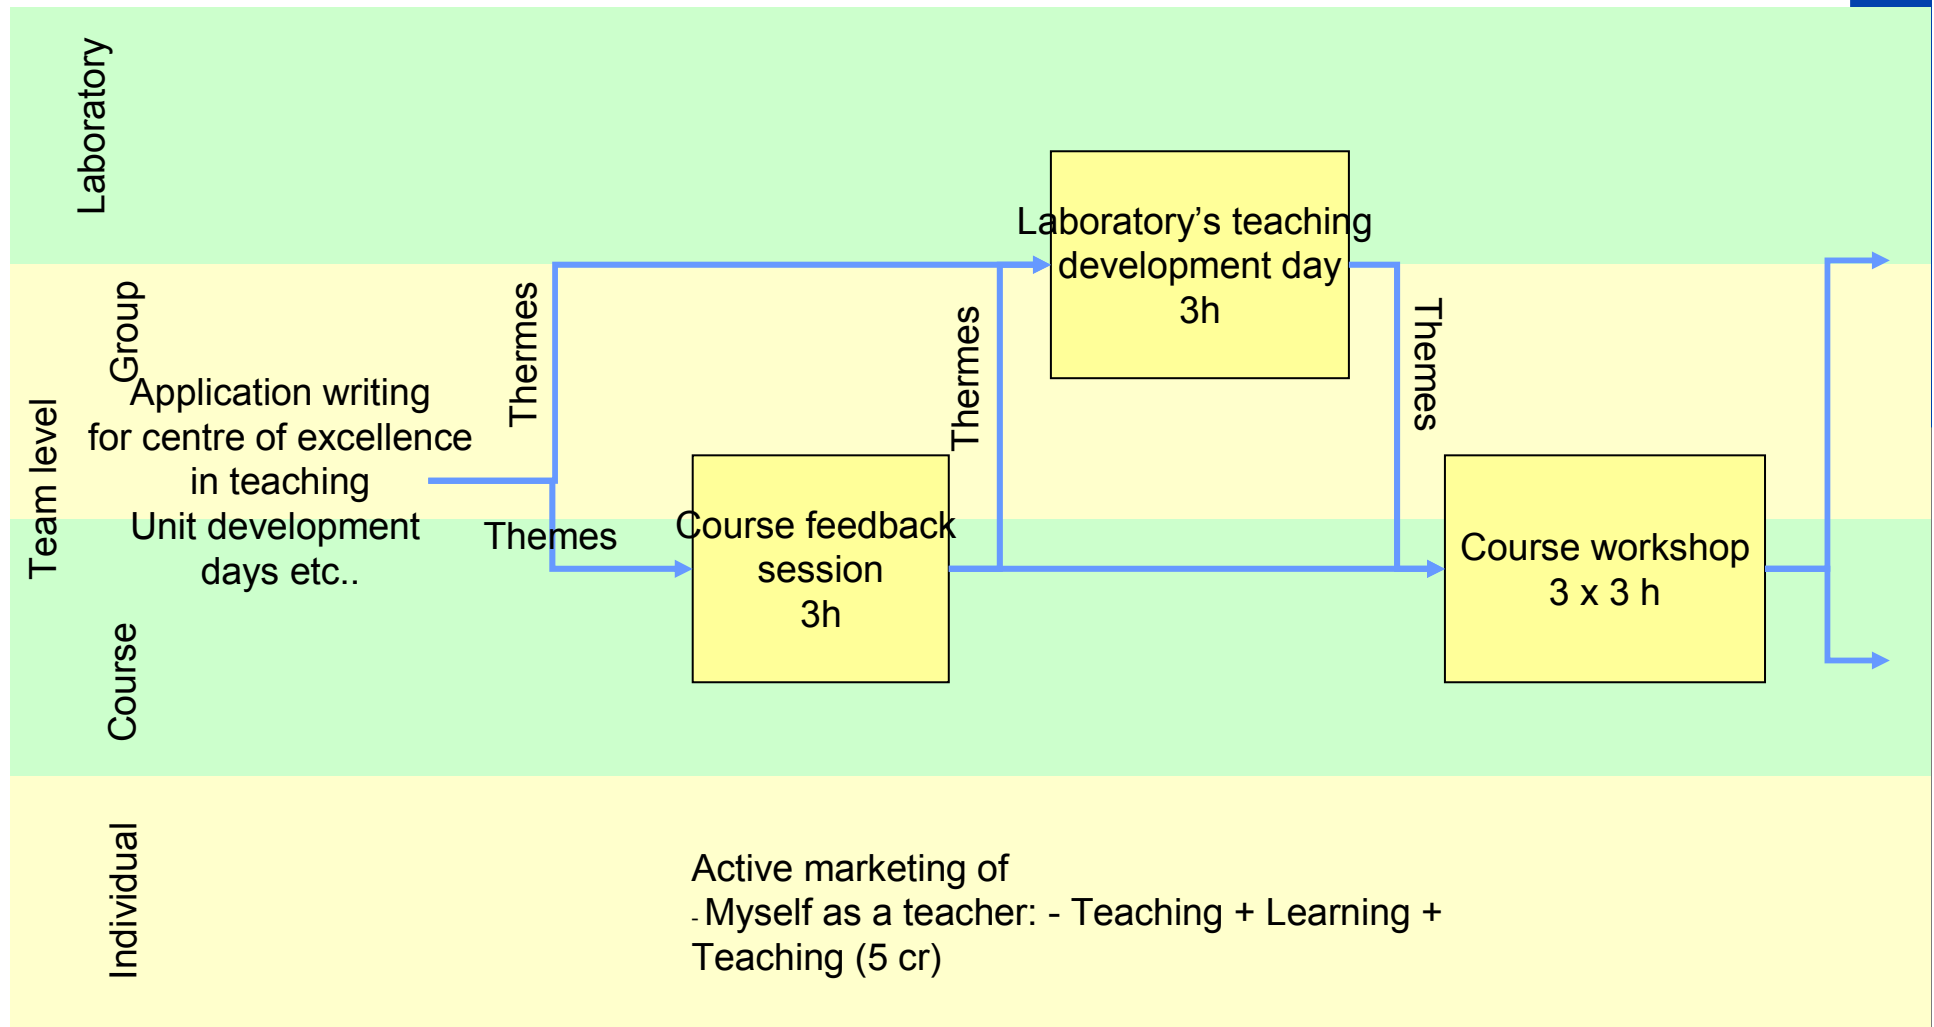 Laboratory
Group
Team level
Course
Individual
Application writing
for centre of excellence
in teaching
Unit development
days etc..
Thermes
Themes
Course feedback
session
3h
Themes
Laboratory’s teaching
development day
3h
Themes
Course workshop
3 x 3 h
Active marketing of
- Myself as a teacher: - Teaching + Learning +
Teaching (5 cr)